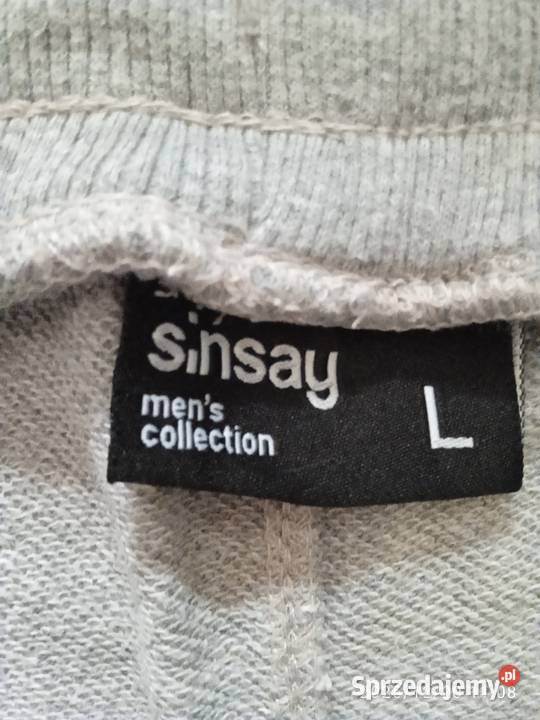 sinsay
men's
collection
L
Sprzedajemy.pl